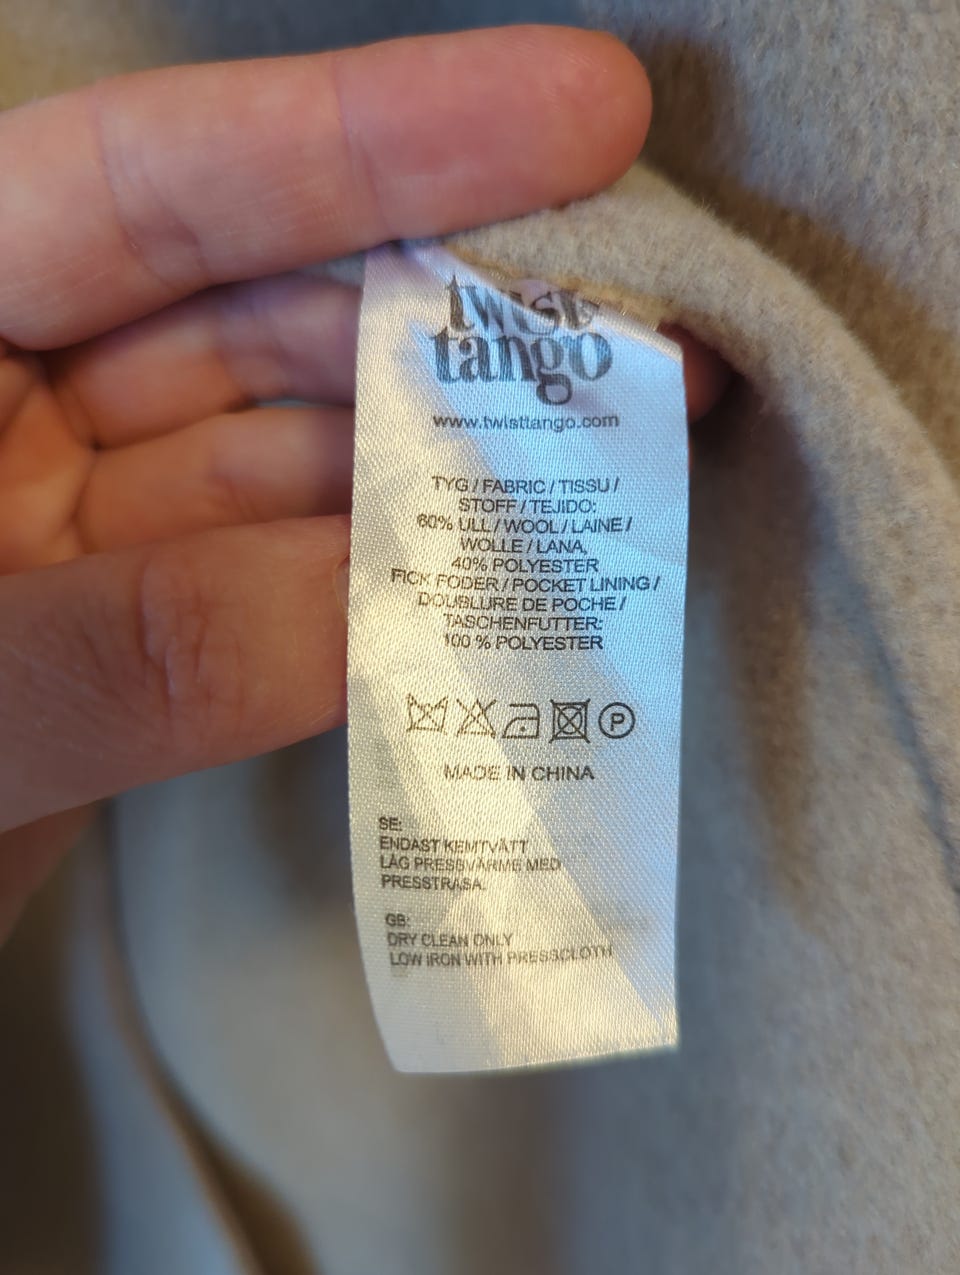 twist
tango
www.twisttango.com
TYG / FABRIC / TISSU /
STOFF / TEJIDO:
60% ULL / WOOL / LAINE /
WOLLE / LANA,
40% POLYESTER
FICK FODER / POCKET LINING /
DOUBLURE DE POCHE /
TASCHENFUTTER:
100 % POLYESTER
P
MADE IN CHINA
SE:
ENDAST KEMTVÄTT
LÅG PRESSVÄRME MED
PRESSTRASA.
GB:
DRY CLEAN ONLY
LOW IRON WITH PRESSCLOTH